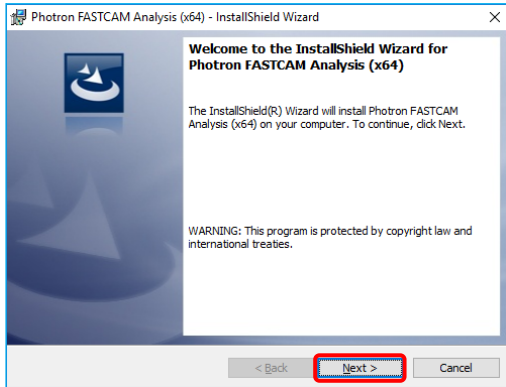 Photron FASTCAM Analysis (x64) - InstallShield Wizard
Welcome to the InstallShield Wizard for
Photron FASTCAM Analysis (x64)
The InstallShield(R) Wizard will install Photron FASTCAM
Analysis (x64) on your computer. To continue, click Next.
WARNING: This program is protected by copyright law and
international treaties.
< Back Next > Cancel